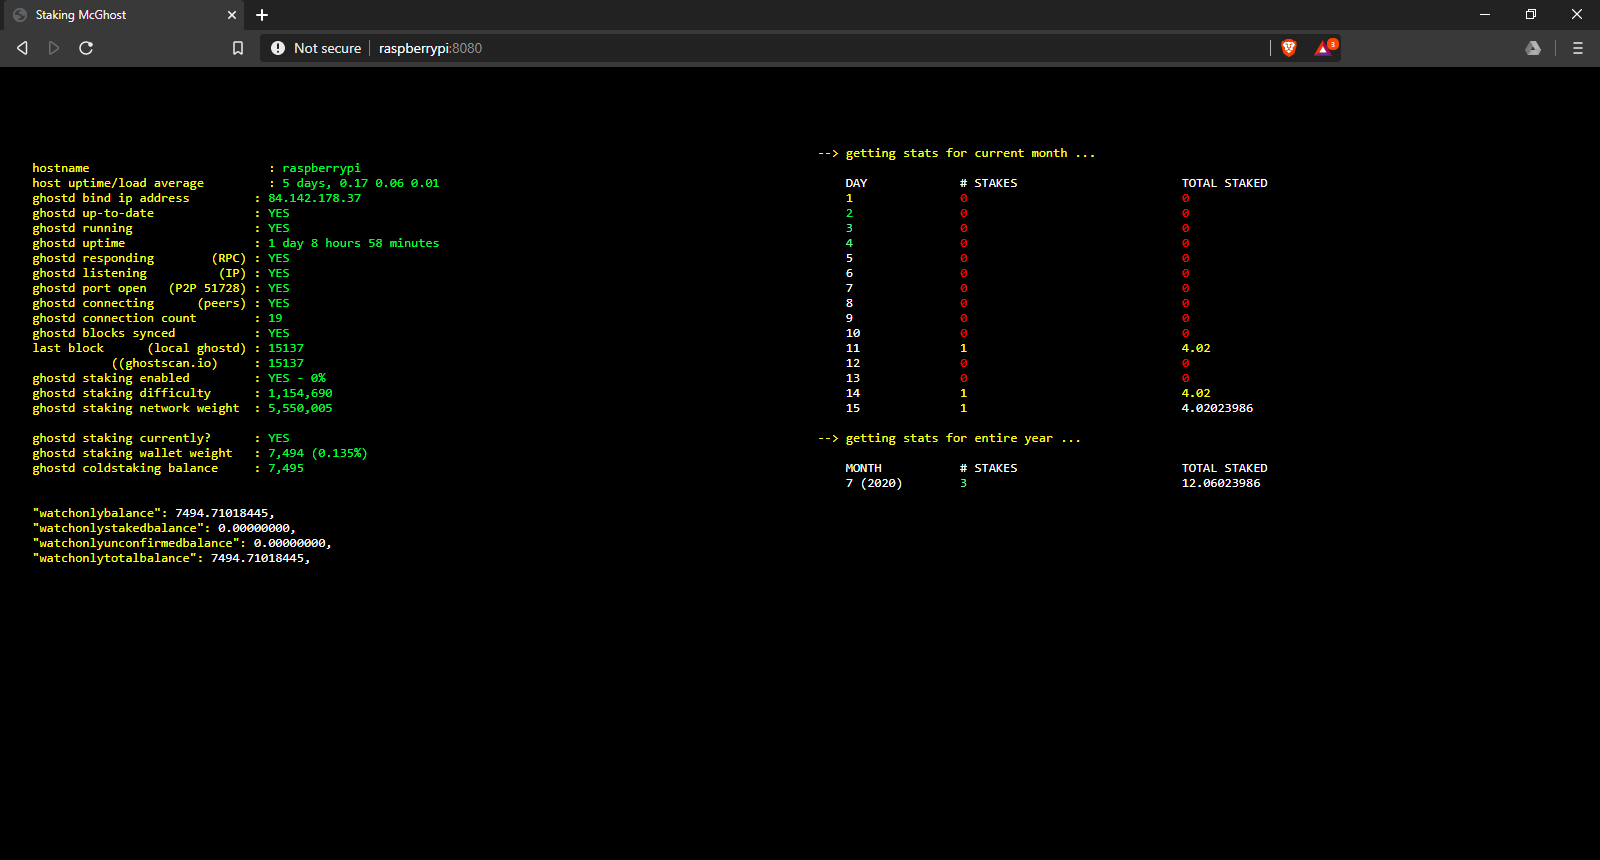 Staking McGhost
Not secure raspberrypi:8080
3
hostname : raspberrypi
host uptime/load average : 5 days, 0.17 0.06 0.01
ghostd bind ip address : 84.142.178.37
ghostd up-to-date : YES
ghostd running : YES
ghostd uptime : 1 day 8 hours 58 minutes
ghostd responding (RPC) : YES
ghostd listening (IP) : YES
ghostd port open (P2P 51728) : YES
ghostd connecting (peers) : YES
ghostd connection count : 19
ghostd blocks synced : YES
last block (local ghostd) : 15137
((ghostscan.io) : 15137
ghostd staking enabled : YES - 0%
ghostd staking difficulty : 1,154,690
ghostd staking network weight : 5,550,005
ghostd staking currently? : YES
ghostd staking wallet weight : 7,494 (0.135%)
ghostd coldstaking balance : 7,495
"watchonlybalance": 7494.71018445,
"watchonlystakedbalance": 0.00000000,
"watchonlyunconfirmedbalance": 0.00000000,
"watchonlytotalbalance": 7494.71018445,
--> getting stats for current month ...
DAY # STAKES TOTAL STAKED
1 0 0
2 0 0
3 0 0
4 0 0
5 0 0
6 0 0
7 0 0
8 0 0
9 0 0
10 0 0
11 1 4.02
12 0 0
13 0 0
14 1 4.02
15 1 4.02023986
--> getting stats for entire year ...
MONTH # STAKES TOTAL STAKED
7 (2020) 3 12.06023986